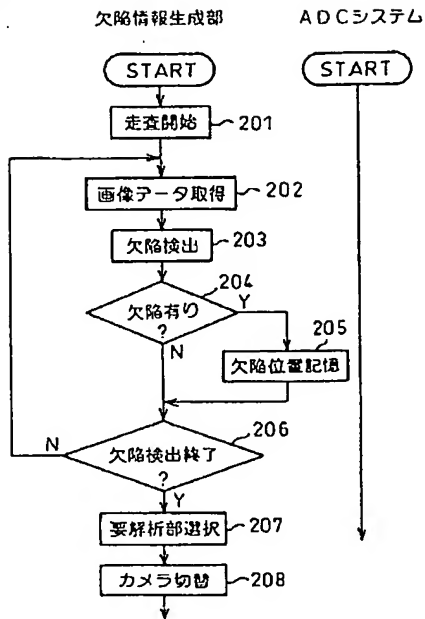 欠陥情報生成部 ADCシステム
START START
走査開始 201
画像データ取得 202
欠陥検出 203
204
欠陥有り Y
?
N
205
欠陥位置記憶
206
N 欠陥検出終了
?
Y
要解析部選択 207
カメラ切替 208